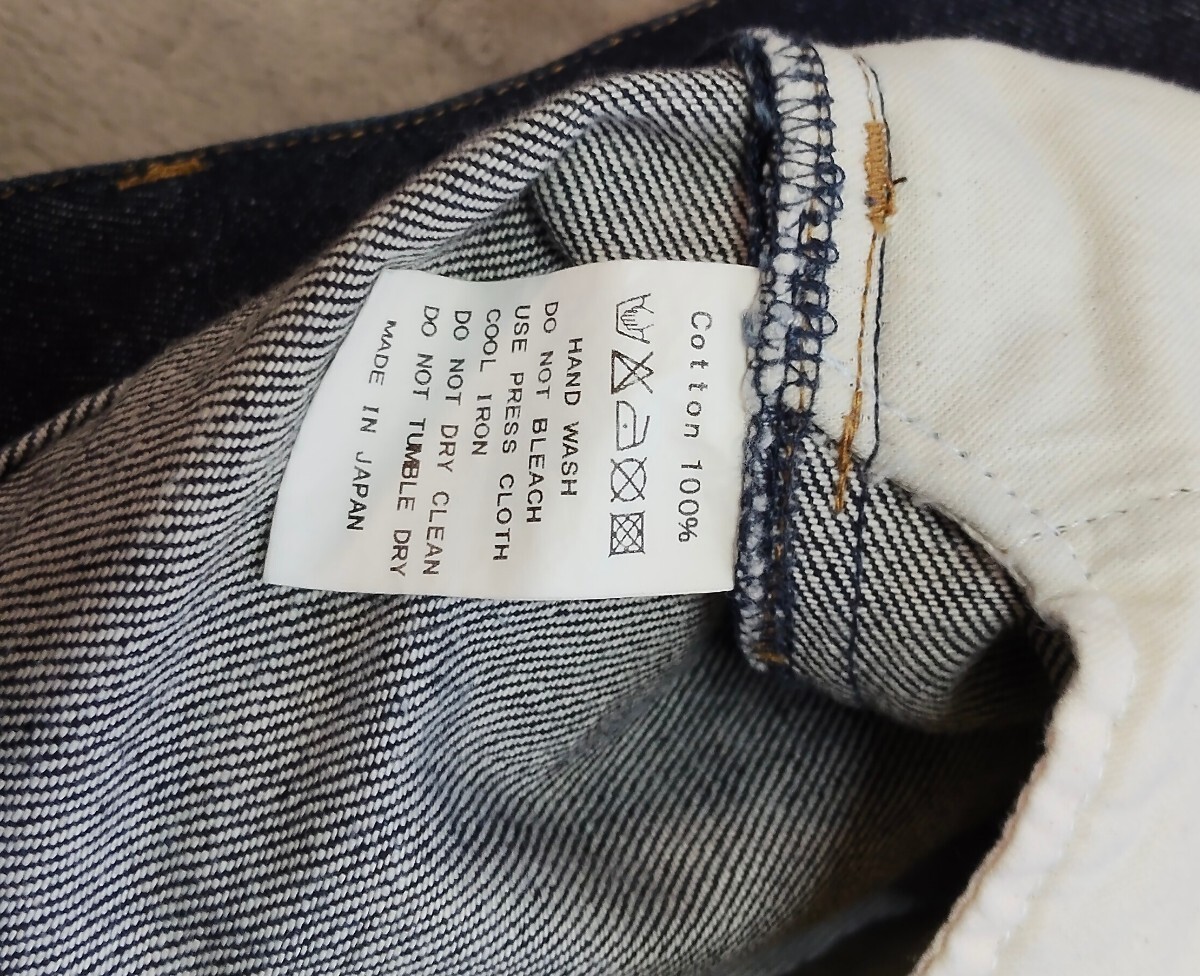 Cotton 100%
HAND WASH
DO NOT BLEACH
USE PRESS CLOTH
COOL IRON
DO NOT DRY CLEAN
DO NOT TUMBLE DRY
MADE IN JAPAN